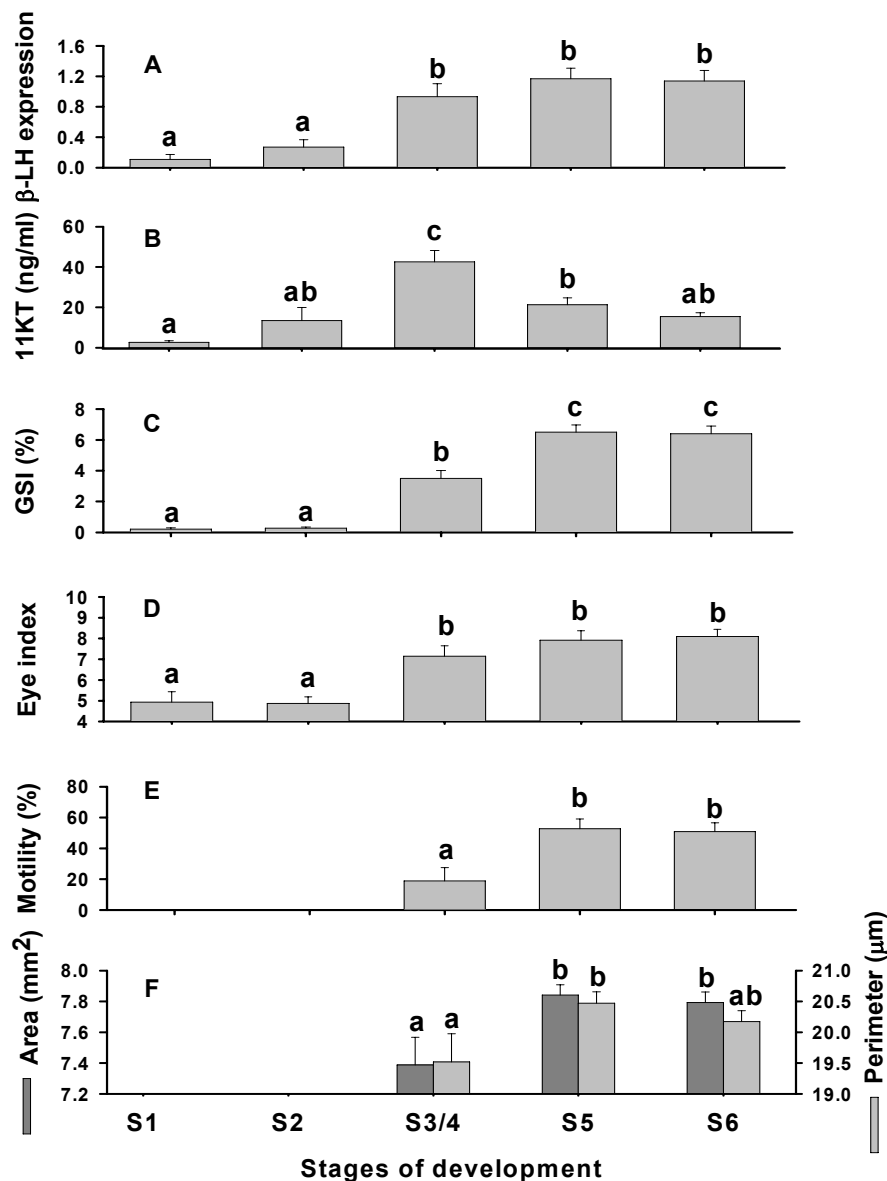 β-LH expression
1.6
1.2
0.8
0.4
0.0
A
a
a
b
b
b
11KT (ng/ml)
60
40
20
0
B
a
ab
c
b
ab
GSI (%)
8
6
4
2
0
C
a
a
b
c
c
Eye index
10
9
8
7
6
5
4
D
a
a
b
b
b
Motility (%)
80
60
40
20
0
E
a
b
b
Area (mm²)
8.0
7.8
7.6
7.4
7.2
F
a
a
b
b
b
ab
21.0
20.5
20.0
19.5
19.0
Perimeter (μm)
S1 S2 S3/4 S5 S6
Stages of development